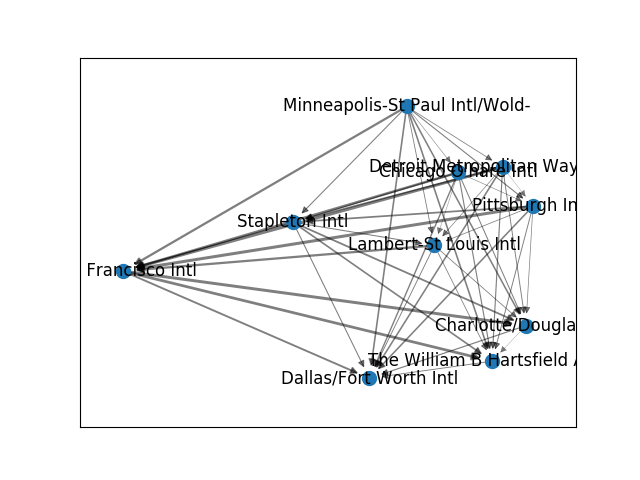 Minneapolis-St Paul Intl/Wold-
Detroit Metropolitan Way
Chicago O'hare Intl
Pittsburgh In
Stapleton Intl
Lambert-St Louis Intl
Francisco Intl
Charlotte/Dougla
The William B Hartsfield A
Dallas/Fort Worth Intl